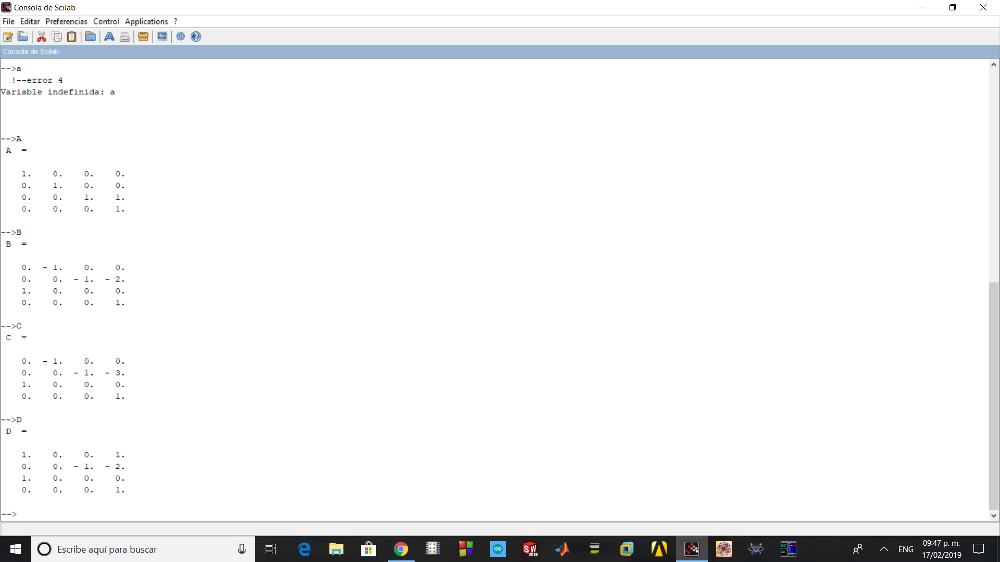 Consola de Scilab
File Editar Preferencias Control Applications ?
Consola de Scilab
-->a
!--error 4
Variable indefinida: a
-->A
A =
1. 0. 0. 0.
0. 1. 0. 0.
0. 0. 1. 1.
0. 0. 0. 1.
-->B
B =
0. - 1. 0. 0.
0. 0. - 1. - 2.
1. 0. 0. 0.
0. 0. 0. 1.
-->C
C =
0. - 1. 0. 0.
0. 0. - 1. - 3.
1. 0. 0. 0.
0. 0. 0. 1.
-->D
D =
1. 0. 0. 1.
0. 0. - 1. - 2.
1. 0. 0. 0.
0. 0. 0. 1.
-->
Escribe aquí para buscar
SW
2018
ENG
09:47 p. m.
17/02/2019